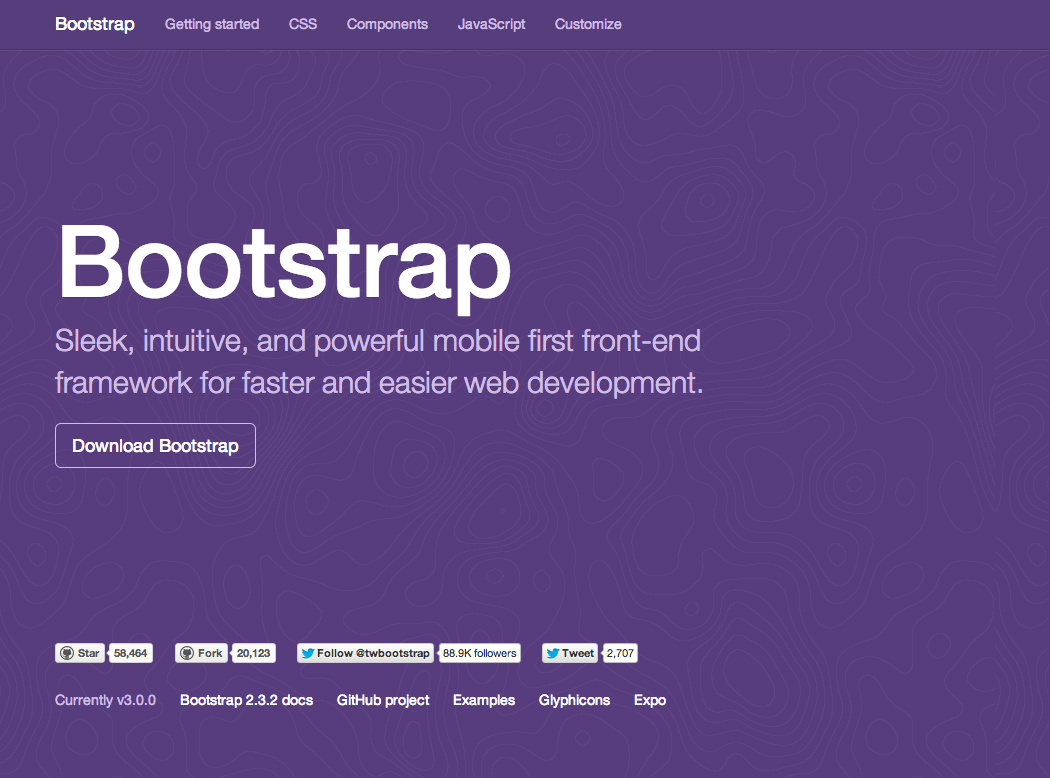 Bootstrap Getting started CSS Components JavaScript Customize
Bootstrap
Sleek, intuitive, and powerful mobile first front-end
framework for faster and easier web development.
Download Bootstrap
Star 58,464 Fork 20,123 Follow @twbootstrap 88.9K followers Tweet 2,707
Currently v3.0.0 Bootstrap 2.3.2 docs GitHub project Examples Glyphicons Expo